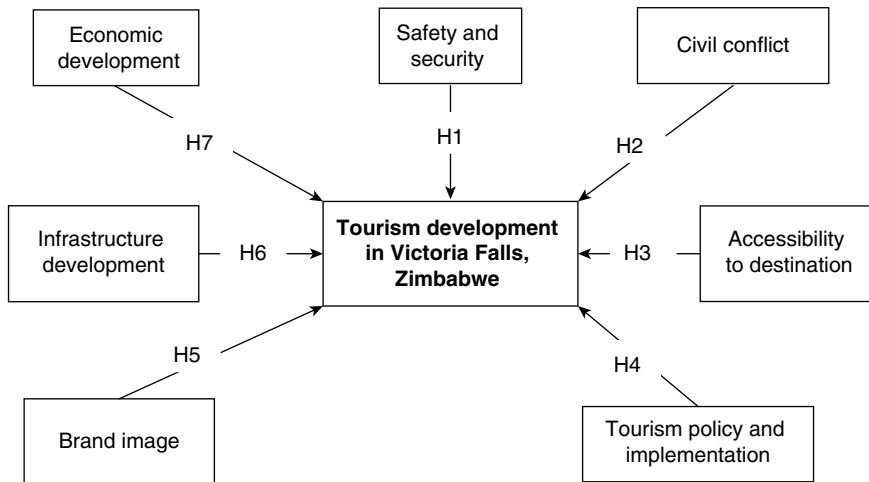 Economic
development
Safety and
security
Civil conflict
H7
H1
H2
Infrastructure
development
H6
Tourism development
in Victoria Falls,
Zimbabwe
H3
Accessibility
to destination
H5
H4
Brand image
Tourism policy and
implementation